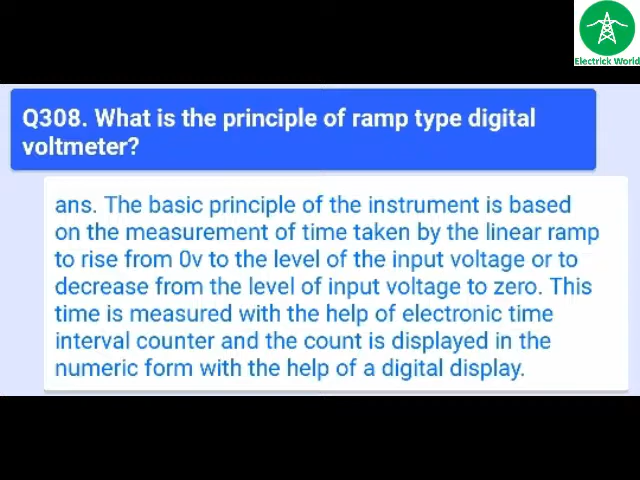 Electrick World
Q308. What is the principle of ramp type digital
voltmeter?
ans. The basic principle of the instrument is based
on the measurement of time taken by the linear ramp
to rise from 0v to the level of the input voltage or to
decrease from the level of input voltage to zero. This
time is measured with the help of electronic time
interval counter and the count is displayed in the
numeric form with the help of a digital display.